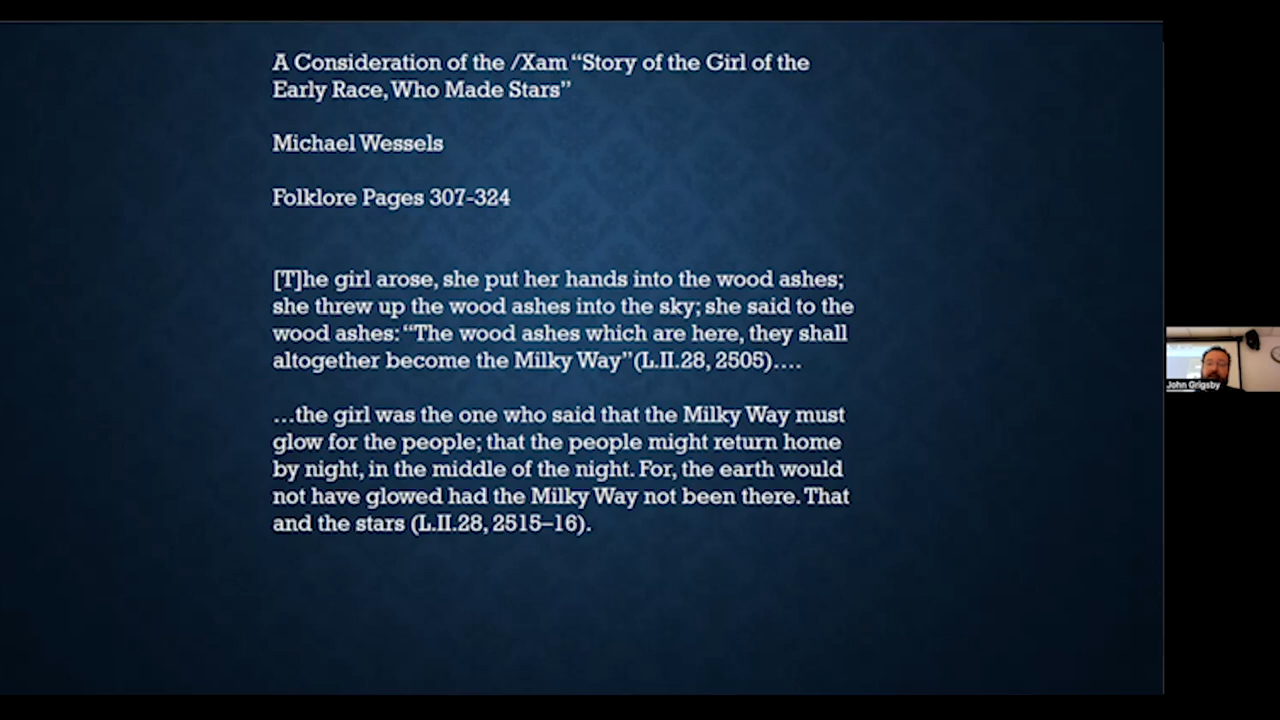 A Consideration of the /Xam “Story of the Girl of the
Early Race, Who Made Stars”
Michael Wessels
Folklore Pages 307-324
[T]he girl arose, she put her hands into the wood ashes;
she threw up the wood ashes into the sky; she said to the
wood ashes: “The wood ashes which are here, they shall
altogether become the Milky Way” (L.II.28, 2505)….
…the girl was the one who said that the Milky Way must
glow for the people; that the people might return home
by night, in the middle of the night. For, the earth would
not have glowed had the Milky Way not been there. That
and the stars (L.II.28, 2515–16).
John Grigsby